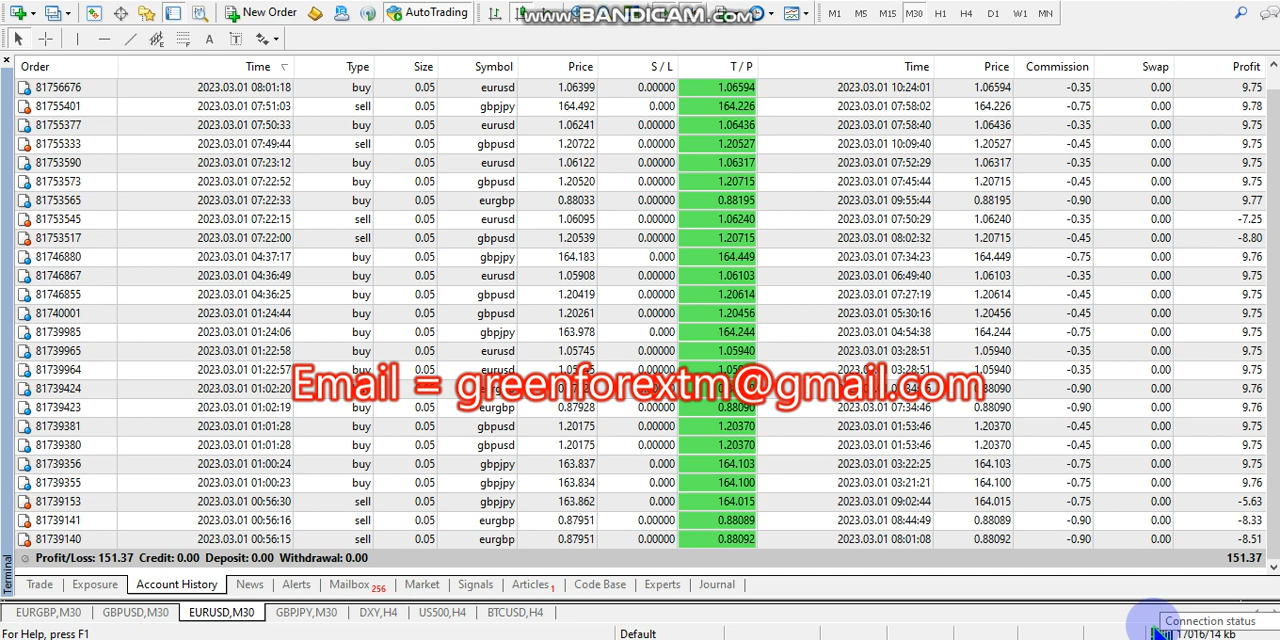 New Order AutoTrading www.BANDICAM.com M1 M5 M15 M30 H1 H4 D1 W1 MN
A T
Order Time Type Size Symbol Price S / L T / P Time Price Commission Swap Profit
81756676 2023.03.01 08:01:18 buy 0.05 eurusd 1.06399 0.00000 1.06594 2023.03.01 10:24:01 1.06594 -0.35 0.00 9.75
81755401 2023.03.01 07:51:03 sell 0.05 gbpjpy 164.492 0.000 164.226 2023.03.01 07:58:02 164.226 -0.75 0.00 9.78
81755377 2023.03.01 07:50:33 buy 0.05 eurusd 1.06241 0.00000 1.06436 2023.03.01 07:58:40 1.06436 -0.35 0.00 9.75
81755333 2023.03.01 07:49:44 sell 0.05 gbpusd 1.20722 0.00000 1.20527 2023.03.01 10:09:40 1.20527 -0.45 0.00 9.75
81753590 2023.03.01 07:23:12 buy 0.05 eurusd 1.06122 0.00000 1.06317 2023.03.01 07:52:29 1.06317 -0.35 0.00 9.75
81753573 2023.03.01 07:22:52 buy 0.05 gbpusd 1.20520 0.00000 1.20715 2023.03.01 07:45:44 1.20715 -0.45 0.00 9.75
81753565 2023.03.01 07:22:33 buy 0.05 eurgbp 0.88033 0.00000 0.88195 2023.03.01 09:55:44 0.88195 -0.90 0.00 9.77
81753545 2023.03.01 07:22:15 sell 0.05 eurusd 1.06095 0.00000 1.06240 2023.03.01 07:50:29 1.06240 -0.35 0.00 -7.25
81753517 2023.03.01 07:22:00 sell 0.05 gbpusd 1.20539 0.00000 1.20715 2023.03.01 08:02:32 1.20715 -0.45 0.00 -8.80
81746880 2023.03.01 04:37:17 buy 0.05 gbpjpy 164.183 0.000 164.449 2023.03.01 07:34:23 164.449 -0.75 0.00 9.75
81746867 2023.03.01 04:36:49 buy 0.05 eurusd 1.05908 0.00000 1.06103 2023.03.01 06:49:40 1.06103 -0.35 0.00 9.75
81746855 2023.03.01 04:36:25 buy 0.05 gbpusd 1.20419 0.00000 1.20614 2023.03.01 07:27:19 1.20614 -0.45 0.00 9.75
81740001 2023.03.01 01:24:44 buy 0.05 gbpusd 1.20261 0.00000 1.20456 2023.03.01 05:30:16 1.20456 -0.45 0.00 9.75
81739985 2023.03.01 01:24:06 buy 0.05 gbpjpy 163.978 0.000 164.244 2023.03.01 04:54:38 164.244 -0.75 0.00 9.75
81739965 2023.03.01 01:22:58 buy 0.05 eurusd 1.05745 0.00000 1.05940 2023.03.01 03:28:51 1.05940 -0.35 0.00 9.75
81739964 2023.03.01 01:22:57 1.05940 -0.35 0.00 9.75
Email = greenforextm@gmail.com
81739424 0.88090 -0.90 0.00 9.76
81739423 2023.03.01 01:02:19 buy 0.05 eurgbp 0.87928 0.00000 0.88090 2023.03.01 07:34:46 0.88090 -0.90 0.00 9.76
81739381 2023.03.01 01:01:28 buy 0.05 gbpusd 1.20175 0.00000 1.20370 2023.03.01 01:53:46 1.20370 -0.45 0.00 9.75
81739380 2023.03.01 01:01:28 buy 0.05 gbpusd 1.20175 0.00000 1.20370 2023.03.01 01:53:46 1.20370 -0.45 0.00 9.75
81739356 2023.03.01 01:00:24 buy 0.05 gbpjpy 163.837 0.000 164.103 2023.03.01 03:22:25 164.103 -0.75 0.00 9.75
81739355 2023.03.01 01:00:23 buy 0.05 gbpjpy 163.834 0.000 164.100 2023.03.01 03:21:21 164.100 -0.75 0.00 9.75
81739153 2023.03.01 00:56:30 sell 0.05 gbpjpy 163.862 0.000 164.015 2023.03.01 09:02:44 164.015 -0.75 0.00 -5.63
81739141 2023.03.01 00:56:16 sell 0.05 eurgbp 0.87951 0.00000 0.88089 2023.03.01 08:44:49 0.88089 -0.90 0.00 -8.33
81739140 2023.03.01 00:56:15 sell 0.05 eurgbp 0.87951 0.00000 0.88092 2023.03.01 08:01:08 0.88092 -0.90 0.00 -8.51
Profit/Loss: 151.37 Credit: 0.00 Deposit: 0.00 Withdrawal: 0.00 151.37
Terminal
Trade Exposure Account History News Alerts Mailbox 256 Market Signals Articles 1 Code Base Experts Journal
EURGBP,M30 GBPUSD,M30 EURUSD,M30 GBPJPY,M30 DXY,H4 US500,H4 BTCUSD,H4
Connection status
For Help, press F1 Default 17016/14 kb